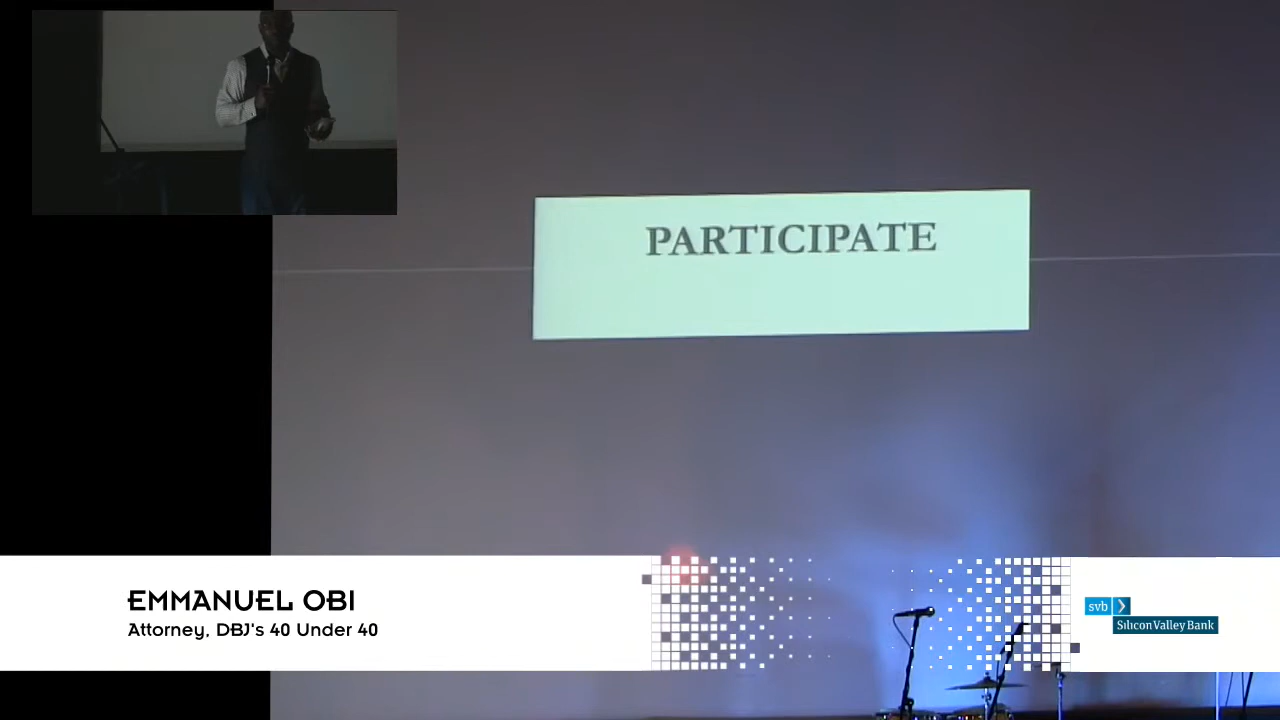 PARTICIPATE
EMMANUEL OBI
Attorney, DBJ's 40 Under 40
svb
Silicon Valley Bank